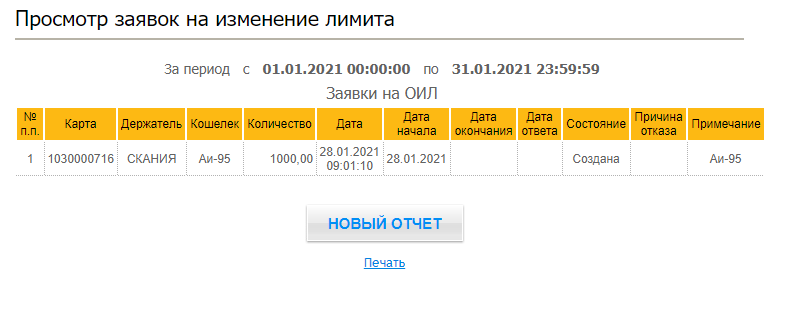 Просмотр заявок на изменение лимита
За период с 01.01.2021 00:00:00 по 31.01.2021 23:59:59
Заявки на ОИЛ
№ п.п. Карта Держатель Кошелек Количество Дата Дата начала Дата окончания Дата ответа Состояние Причина отказа Примечание
1 1030000716 СКАНИЯ Аи-95 1000,00 28.01.2021 09:01:10 28.01.2021 Создана Аи-95
НОВЫЙ ОТЧЕТ
Печать